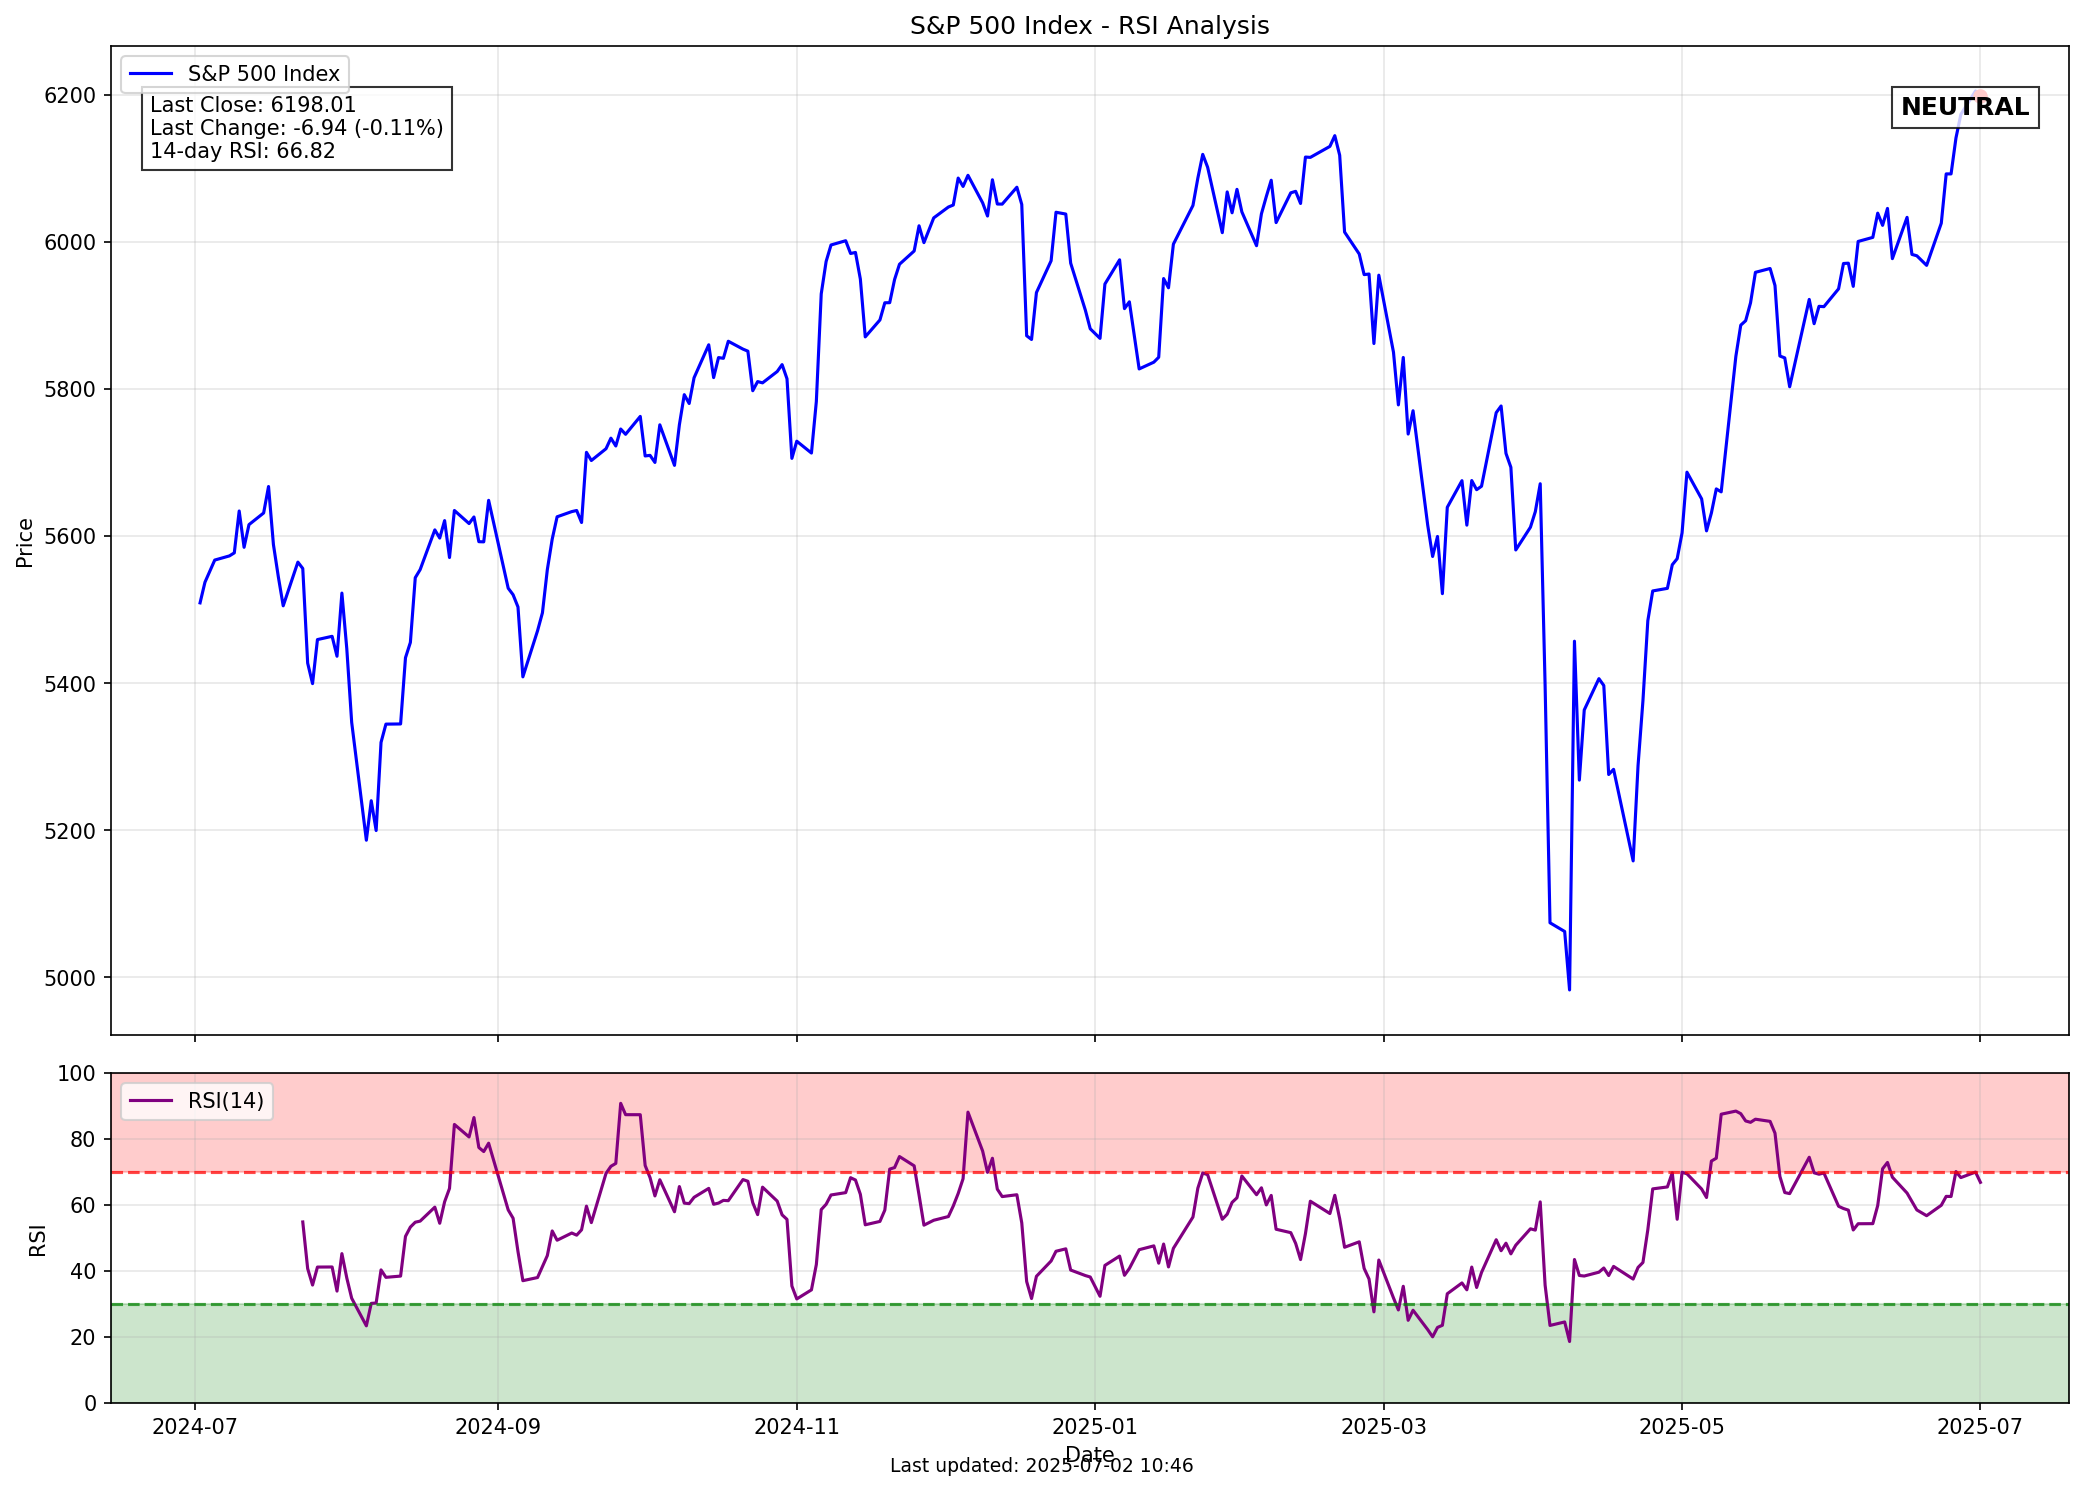 S&P 500 Index - RSI Analysis
S&P 500 Index
Last Close: 6198.01
Last Change: -6.94 (-0.11%)
14-day RSI: 66.82
NEUTRAL
Price
6200
6000
5800
5600
5400
5200
5000
RSI(14)
RSI
100
80
60
40
20
0
2024-07
2024-09
2024-11
2025-01
2025-03
2025-05
2025-07
Date
Last updated: 2025-07-02 10:46